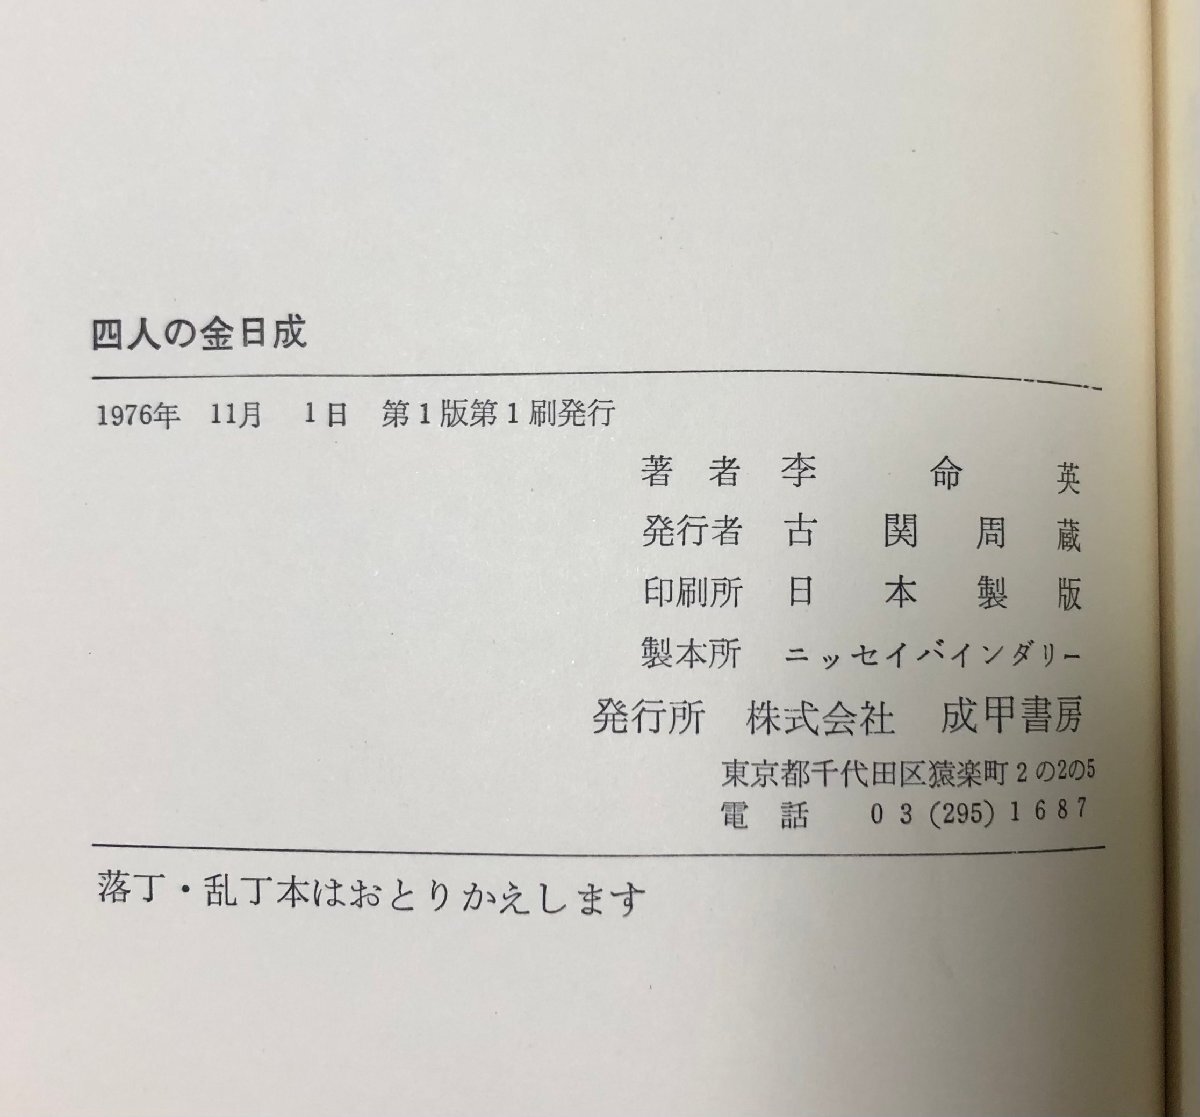 四人の金日成
1976年 11月 1日 第1版第1刷発行
著者 李命英
発行者 古関周蔵
印刷所 日本製版
製本所 ニッセイバインダリー
発行所 株式会社 成甲書房
東京都千代田区猿楽町2の2の5
電話 03(295)1687
落丁・乱丁本はおとりかえします